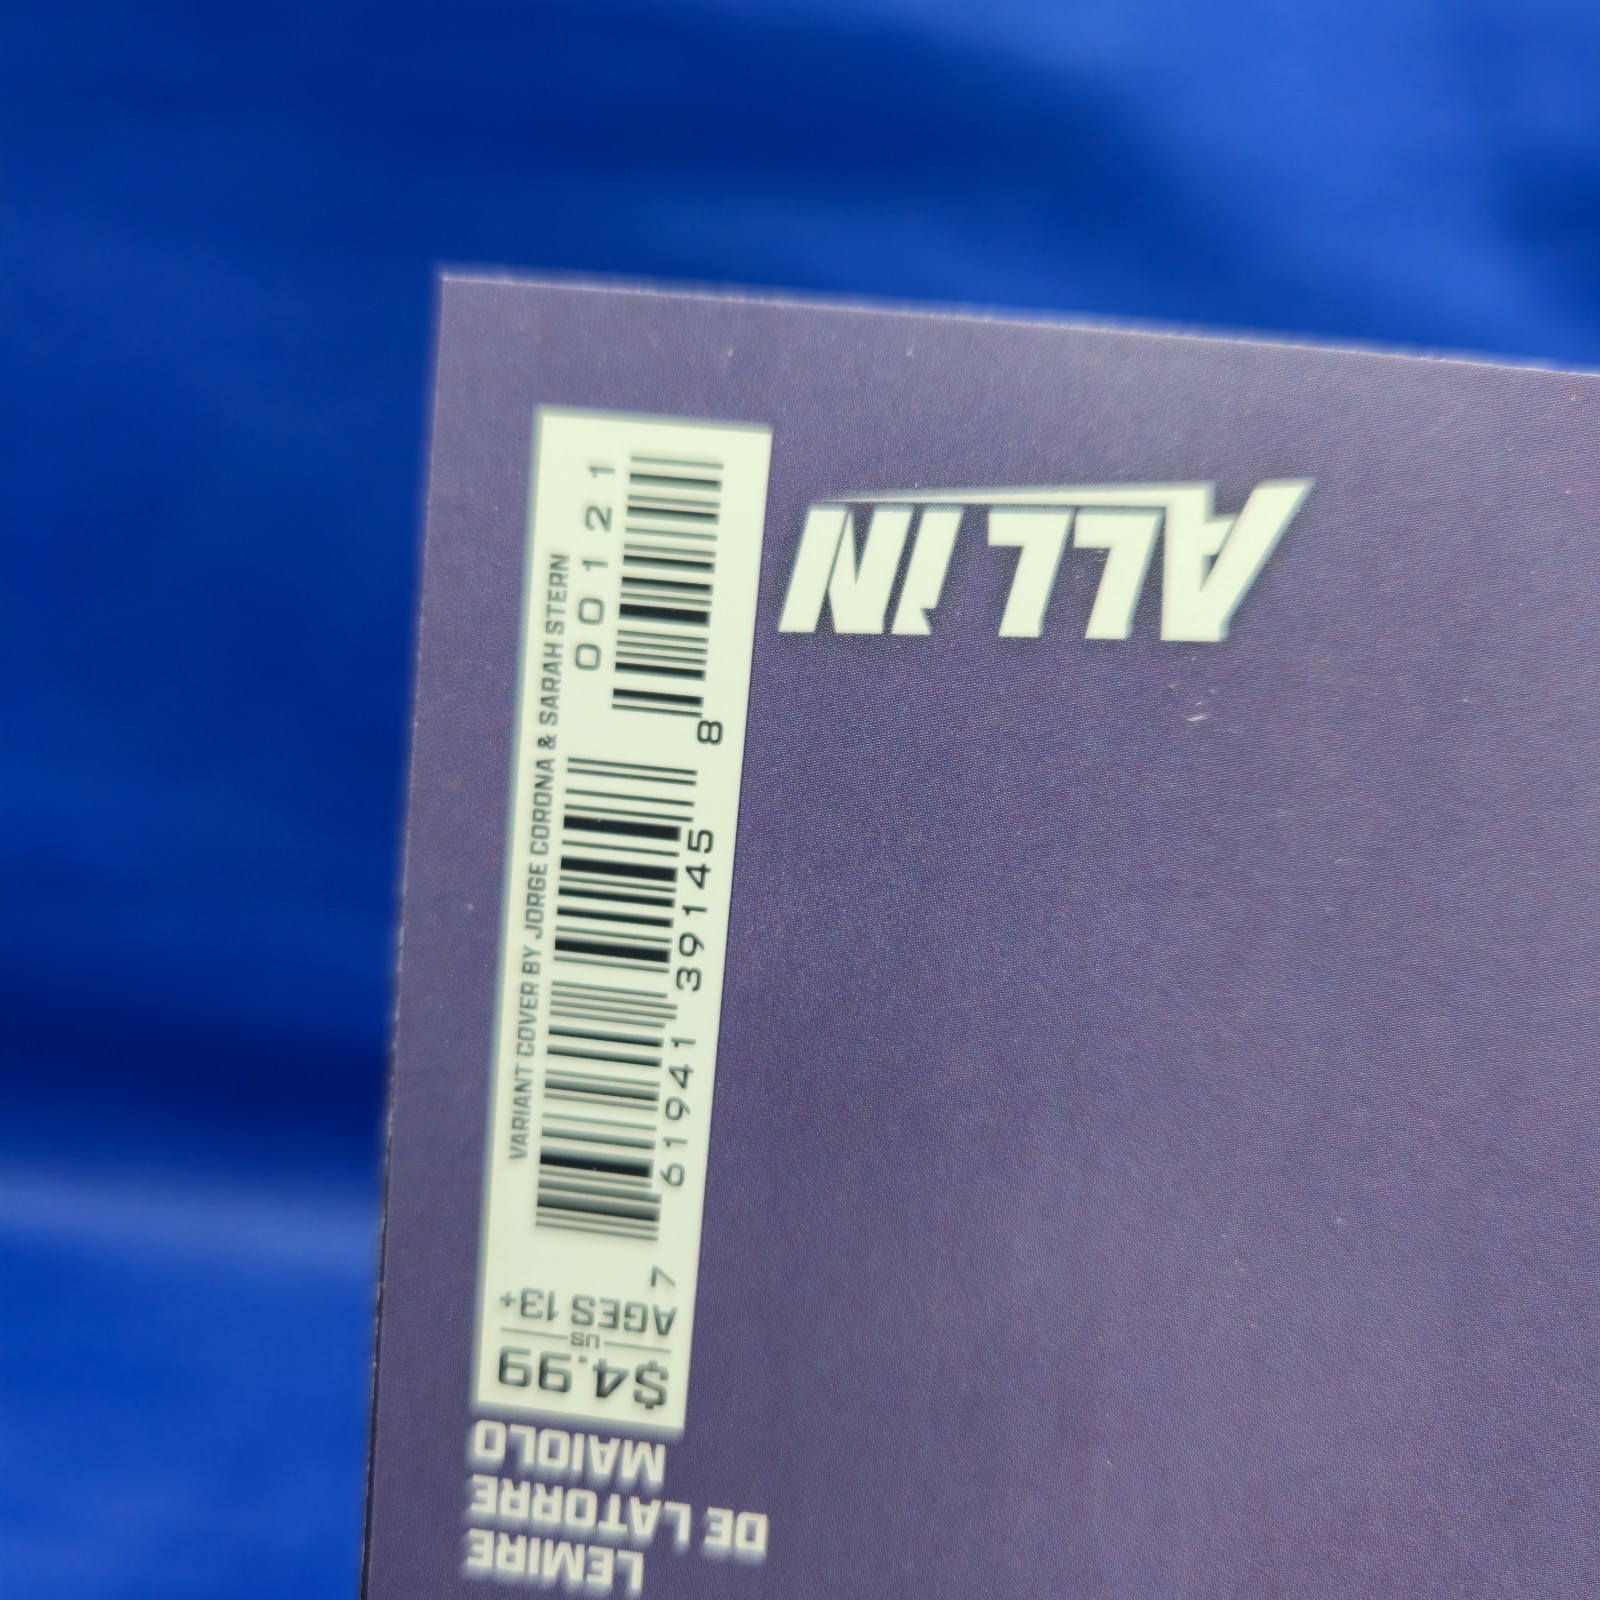 LEMIRE
DE LATORRE
MAIOLO
$4.99
US
AGES 13+
VARIANT COVER BY JORGE CORONA & SARAH STERN
7 61941 39145 8
00121
ALL IN